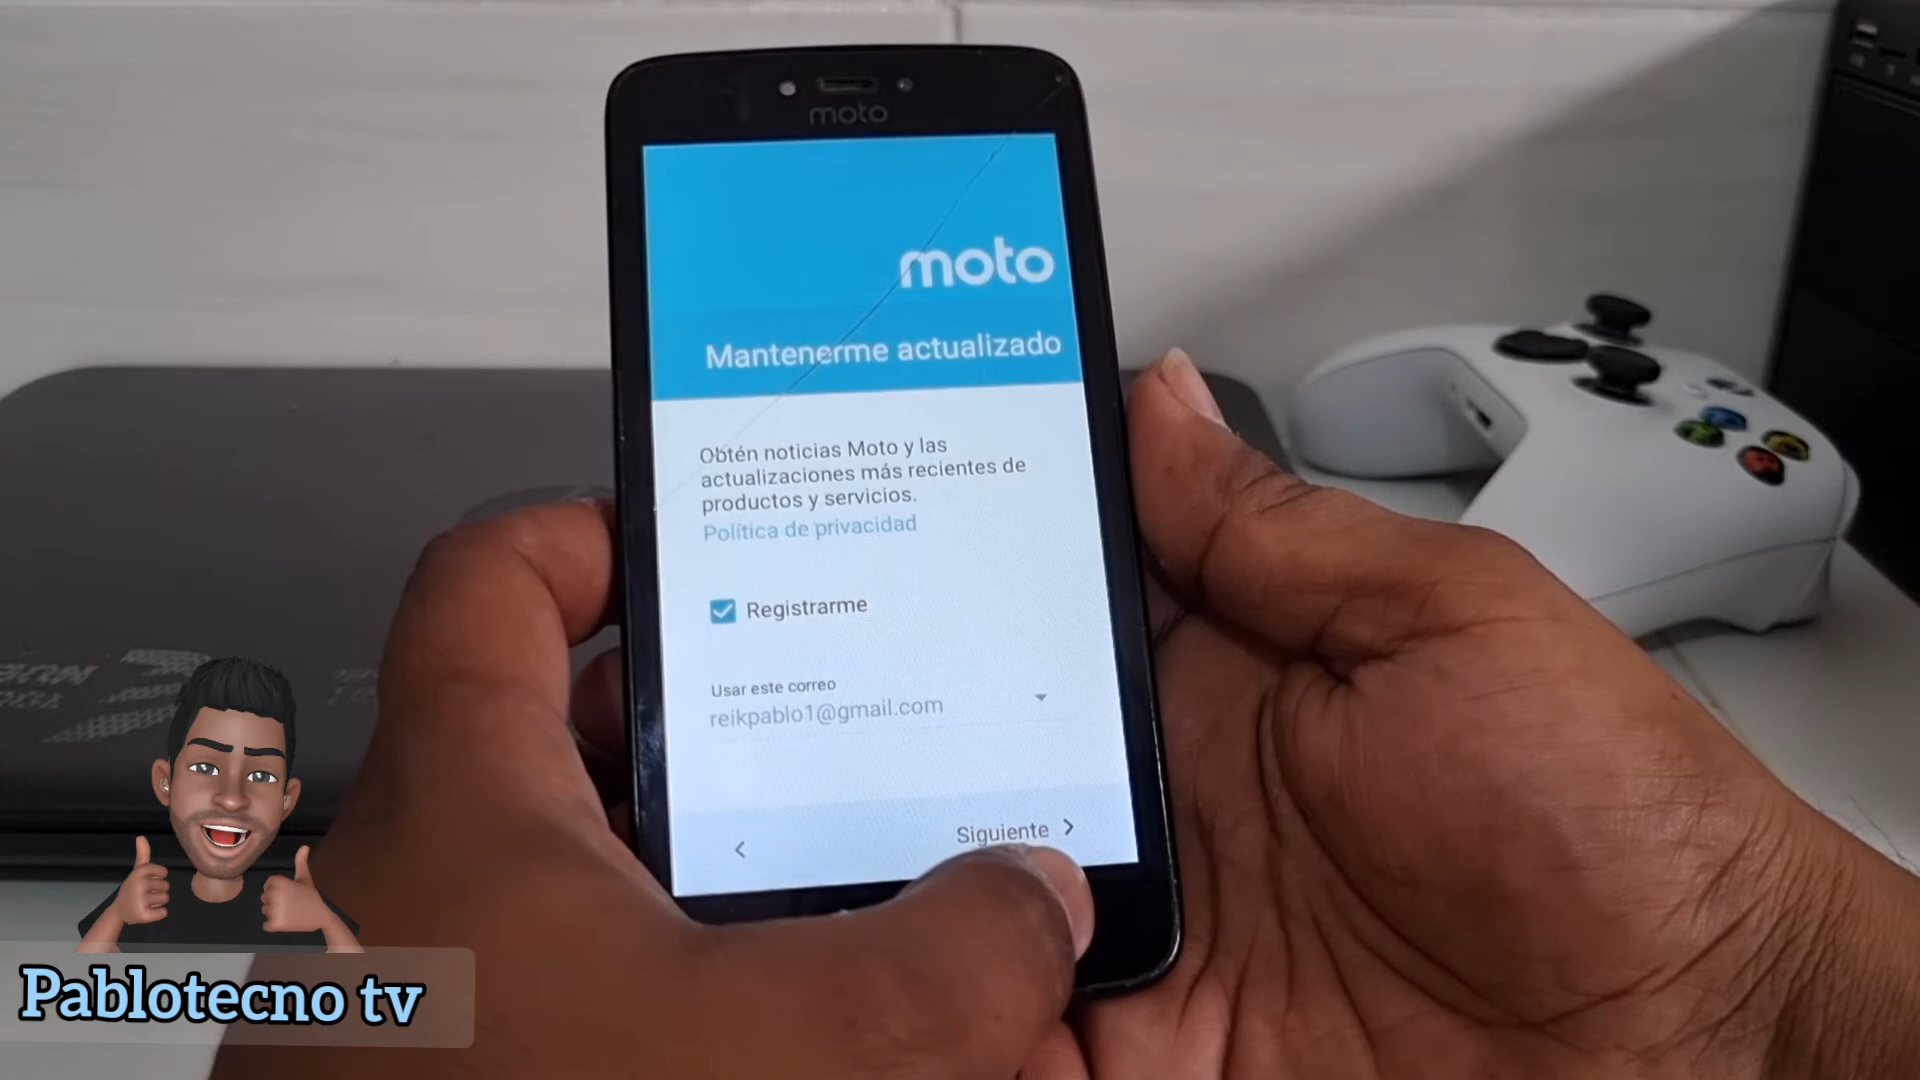 moto
moto
Mantenerme actualizado
Obtén noticias Moto y las
actualizaciones más recientes de
productos y servicios.
Política de privacidad
Registrarme
Usar este correo
reikpablo1@gmail.com
Siguiente
Pablotecno tv